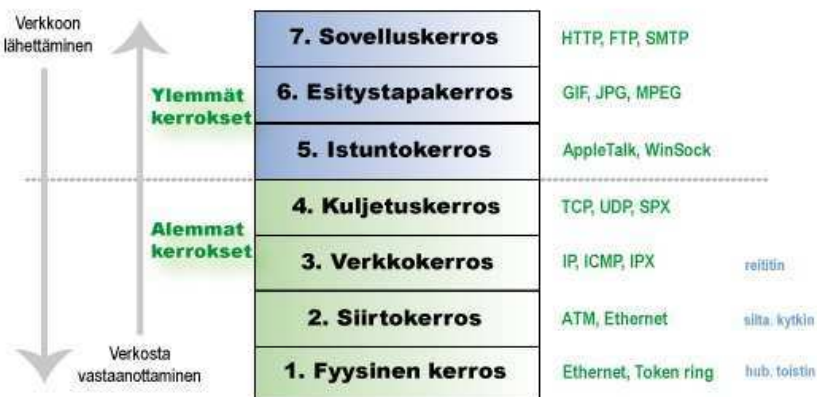 Verkkoon
lähettäminen
7. Sovelluskerros
HTTP, FTP, SMTP
Ylemmät
kerrokset
6. Esitystapakerros
GIF, JPG, MPEG
5. Istuntokerros
AppleTalk, WinSock
4. Kuljetuskerros
TCP, UDP, SPX
Alemmat
kerrokset
3. Verkkokerros
IP, ICMP, IPX
reititin
2. Siirtokerros
ATM, Ethernet
silta. kytkin
Verkosta
vastaanottaminen
1. Fyysinen kerros
Ethernet, Token ring
hub. toistin